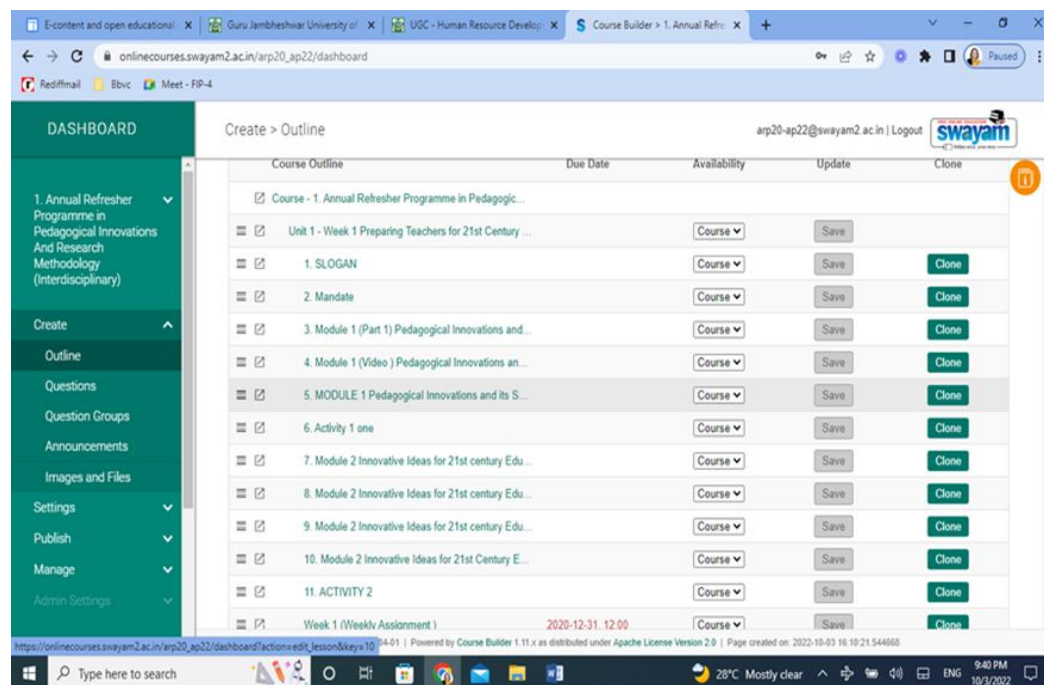 E-content and open educational
Guru Jambheshwar University of
UGC - Human Resource Develop
Course Builder > 1. Annual Refre
onlinecourses.swayam2.ac.in/arp20_ap22/dashboard
Paused
Rediffmail
Bbvc
Meet - FIP-4
DASHBOARD
Create > Outline
arp20-ap22@swayam2.ac.in | Logout
swayam
Course Outline Due Date Availability Update Clone
1. Annual Refresher
Programme in
Pedagogical Innovations
And Research
Methodology
(Interdisciplinary)
Create
Outline
Questions
Question Groups
Announcements
Images and Files
Settings
Publish
Manage
Admin Settings
Course - 1. Annual Refresher Programme in Pedagogic...
Unit 1 - Week 1 Preparing Teachers for 21st Century ... Course Save
1. SLOGAN Course Save Clone
2. Mandate Course Save Clone
3. Module 1 (Part 1) Pedagogical Innovations and... Course Save Clone
4. Module 1 (Video ) Pedagogical Innovations an... Course Save Clone
5. MODULE 1 Pedagogical Innovations and its S... Course Save Clone
6. Activity 1 one Course Save Clone
7. Module 2 Innovative Ideas for 21st century Edu... Course Save Clone
8. Module 2 Innovative Ideas for 21st century Edu... Course Save Clone
9. Module 2 Innovative Ideas for 21st century Edu... Course Save Clone
10. Module 2 Innovative Ideas for 21st Century E... Course Save Clone
11. ACTIVITY 2 Course Save Clone
Week 1 (Weekly Assignment ) 2020-12-31, 12:00 Course Save Clone
https://onlinecourses.swayam2.ac.in/arp20_ap22/dashboard?action=edit_lesson&key=10
04-01 | Powered by Course Builder 1.11.x as distributed under Apache License Version 2.0 | Page created on: 2022-10-03 16:10:21.544668
Type here to search
28°C Mostly clear
ENG
9:40 PM
10/3/2022